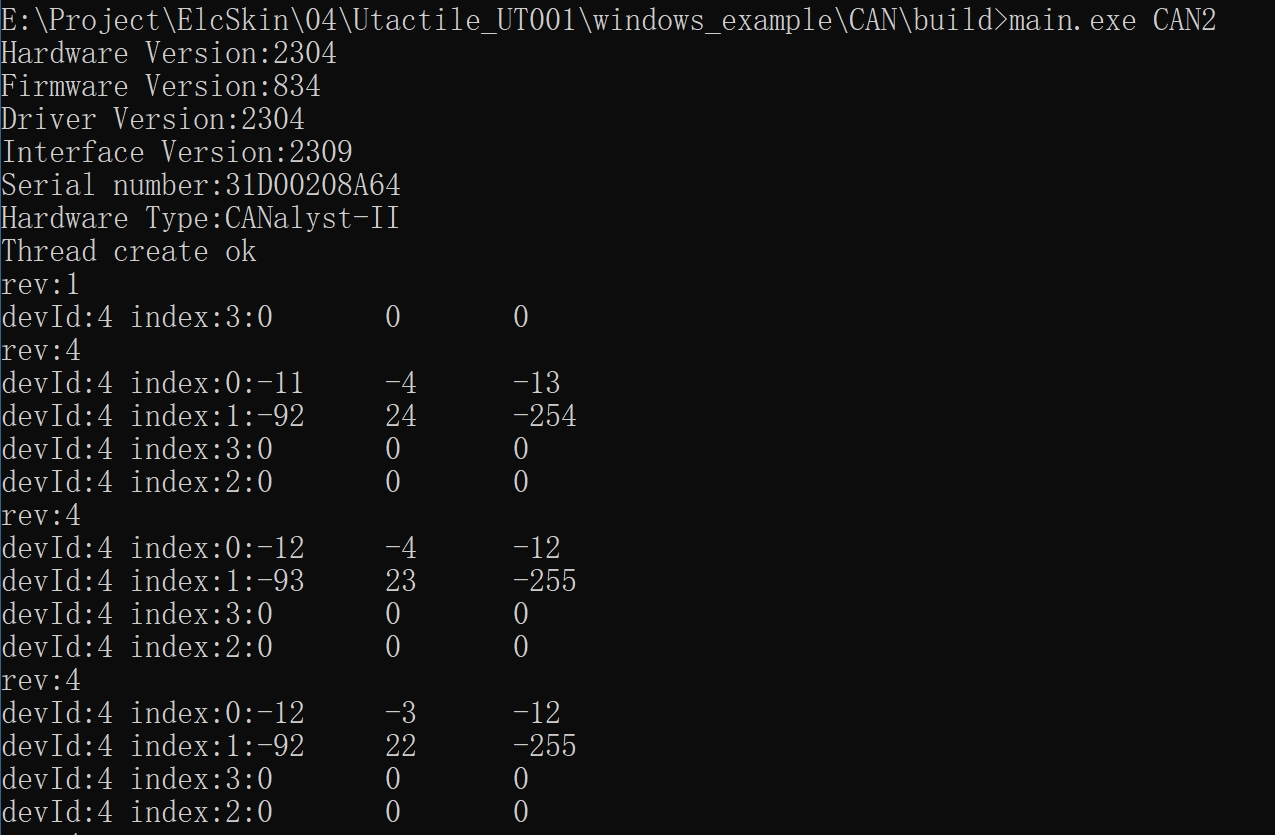 E:\Project\ElcSkin\04\Utactile_UT001\windows_example\CAN\build>main.exe CAN2
Hardware Version:2304
Firmware Version:834
Driver Version:2304
Interface Version:2309
Serial number:31D00208A64
Hardware Type:CANalyst-II
Thread create ok
rev:1
devId:4 index:3:0 0 0
rev:4
devId:4 index:0:-11 -4 -13
devId:4 index:1:-92 24 -254
devId:4 index:3:0 0 0
devId:4 index:2:0 0 0
rev:4
devId:4 index:0:-12 -4 -12
devId:4 index:1:-93 23 -255
devId:4 index:3:0 0 0
devId:4 index:2:0 0 0
rev:4
devId:4 index:0:-12 -3 -12
devId:4 index:1:-92 22 -255
devId:4 index:3:0 0 0
devId:4 index:2:0 0 0